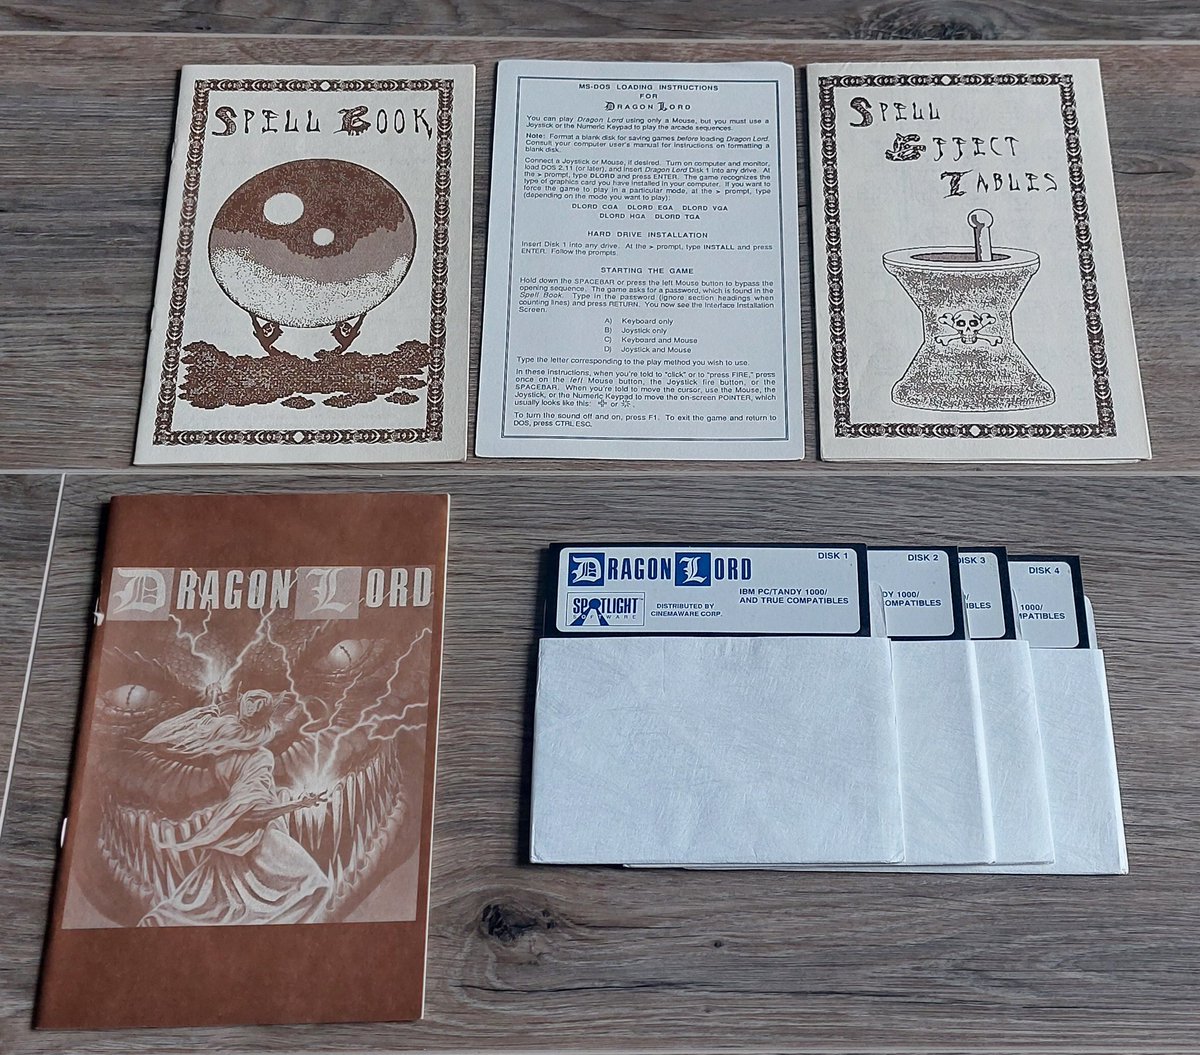 SPELL BOOK
MS-DOS LOADING INSTRUCTIONS
FOR
DRAGON LORD
You can play Dragon Lord using only a Mouse, but you must use a
Joystick or the Numeric Keypad to play the arcade sequences.
Note: Format a blank disk for saving games before loading Dragon Lord.
Consult your computer user's manual for instructions on formatting a
blank disk.
Connect a Joystick or Mouse, if desired. Turn on computer and monitor,
load DOS 2.11 (or later), and insert Dragon Lord Disk 1 into any drive. At
the > prompt, type DLORD and press ENTER. The game recognizes the
type of graphics card you have installed in your computer. If you want to
force the game to play in a particular mode, at the > prompt, type
(depending on the mode you want to play):
DLORD CGA DLORD EGA DLORD VGA
DLORD HGA DLORD TGA
HARD DRIVE INSTALLATION
Insert Disk 1 into any drive. At the > prompt, type INSTALL and press
ENTER. Follow the prompts.
STARTING THE GAME
Hold down the SPACEBAR or press the left Mouse button to bypass the
opening sequence. The game asks for a password, which is found in the
Spell Book. Type in the password (ignore section headings when
counting lines) and press RETURN. You now see the Interface Installation
Screen.
A) Keyboard only
B) Joystick only
C) Keyboard and Mouse
D) Joystick and Mouse
Type the letter corresponding to the play method you wish to use.
In these instructions, when you're told to "click" or to "press FIRE," press
once on the left Mouse button, the Joystick fire button, or the
SPACEBAR. When you're told to move the cursor, use the Mouse, the
Joystick, or the Numeric Keypad to move the on-screen POINTER, which
usually looks like this: or
To turn the sound off and on, press F1. To exit the game and return to
DOS, press CTRL ESC.
SPELL
EFFECT
TABLES
DRAGON LORD
DRAGON LORD
DISK 1
IBM PC/TANDY 1000/
AND TRUE COMPATIBLES
SPOTLIGHT
SOFTWARE
DISTRIBUTED BY
CINEMAWARE CORP.
DISK 2
DY 1000/
OMPATIBLES
DISK 3
1000/
IBLES
DISK 4
1000/
PATIBLES